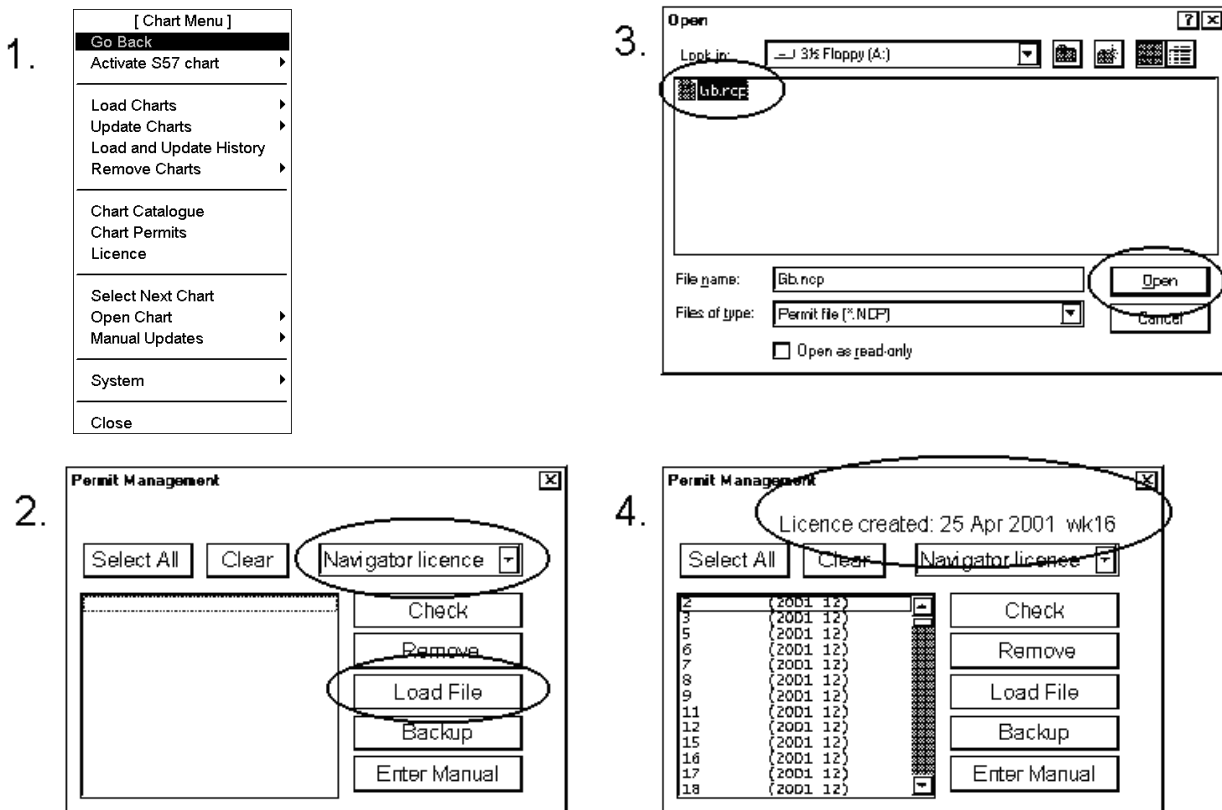 1.
[ Chart Menu ]
Go Back
Activate S57 chart
Load Charts
Update Charts
Load and Update History
Remove Charts
Chart Catalogue
Chart Permits
Licence
Select Next Chart
Open Chart
Manual Updates
System
Close
2.
Permit Management
Select All Clear Navigator licence
Check
Remove
Load File
Backup
Enter Manual
3.
Open
Look in: 3½ Floppy (A:)
Gb.ncp
File name: Gb.ncp Open
Files of type: Permit file (*.NCP) Cancel
Open as read-only
4.
Permit Management
Licence created: 25 Apr 2001 wk16
Select All Clear Navigator licence
2 (2001 12)
3 (2001 12)
5 (2001 12)
6 (2001 12)
7 (2001 12)
8 (2001 12)
9 (2001 12)
11 (2001 12)
12 (2001 12)
15 (2001 12)
16 (2001 12)
17 (2001 12)
18 (2001 12)
Check
Remove
Load File
Backup
Enter Manual